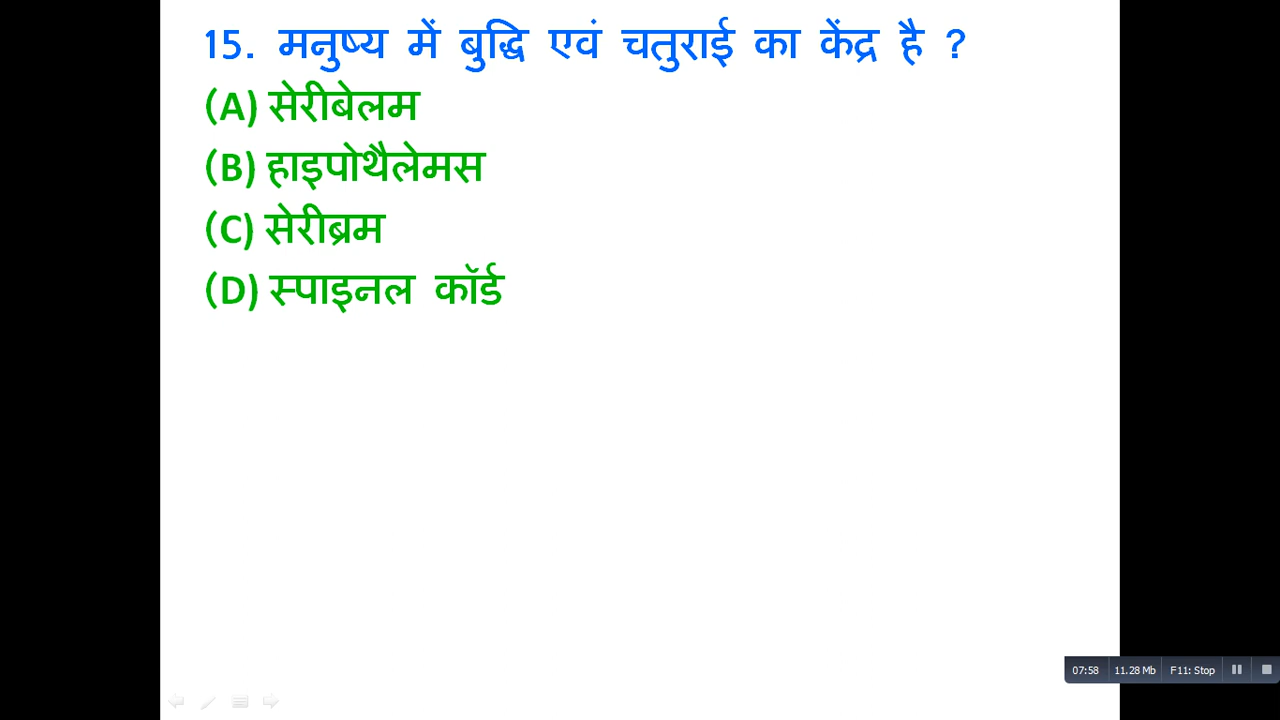 15. मनुष्य में बुद्धि एवं चतुराई का केंद्र है ?
(A) सेरीबेलम
(B) हाइपोथैलेमस
(C) सेरीब्रम
(D) स्पाइनल कॉर्ड
07:58 11.28 Mb F11: Stop